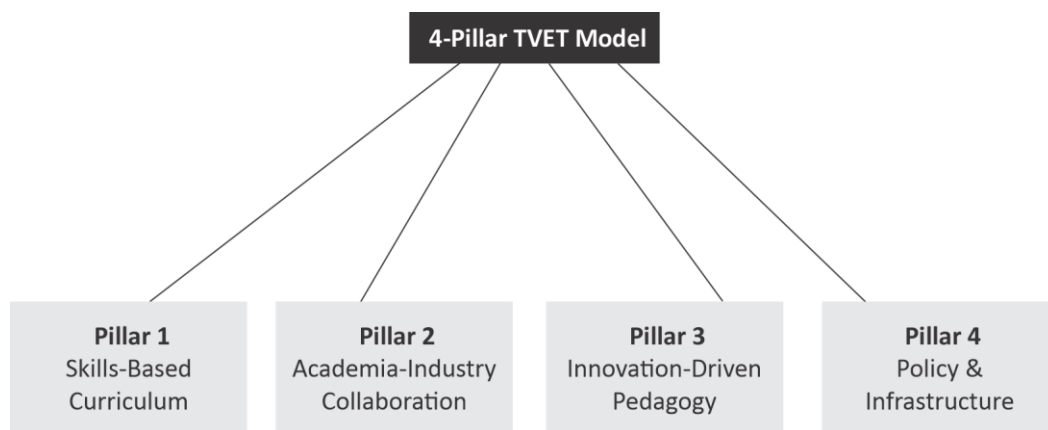 4-Pillar TVET Model
Pillar 1
Skills-Based
Curriculum
Pillar 2
Academia-Industry
Collaboration
Pillar 3
Innovation-Driven
Pedagogy
Pillar 4
Policy &
Infrastructure